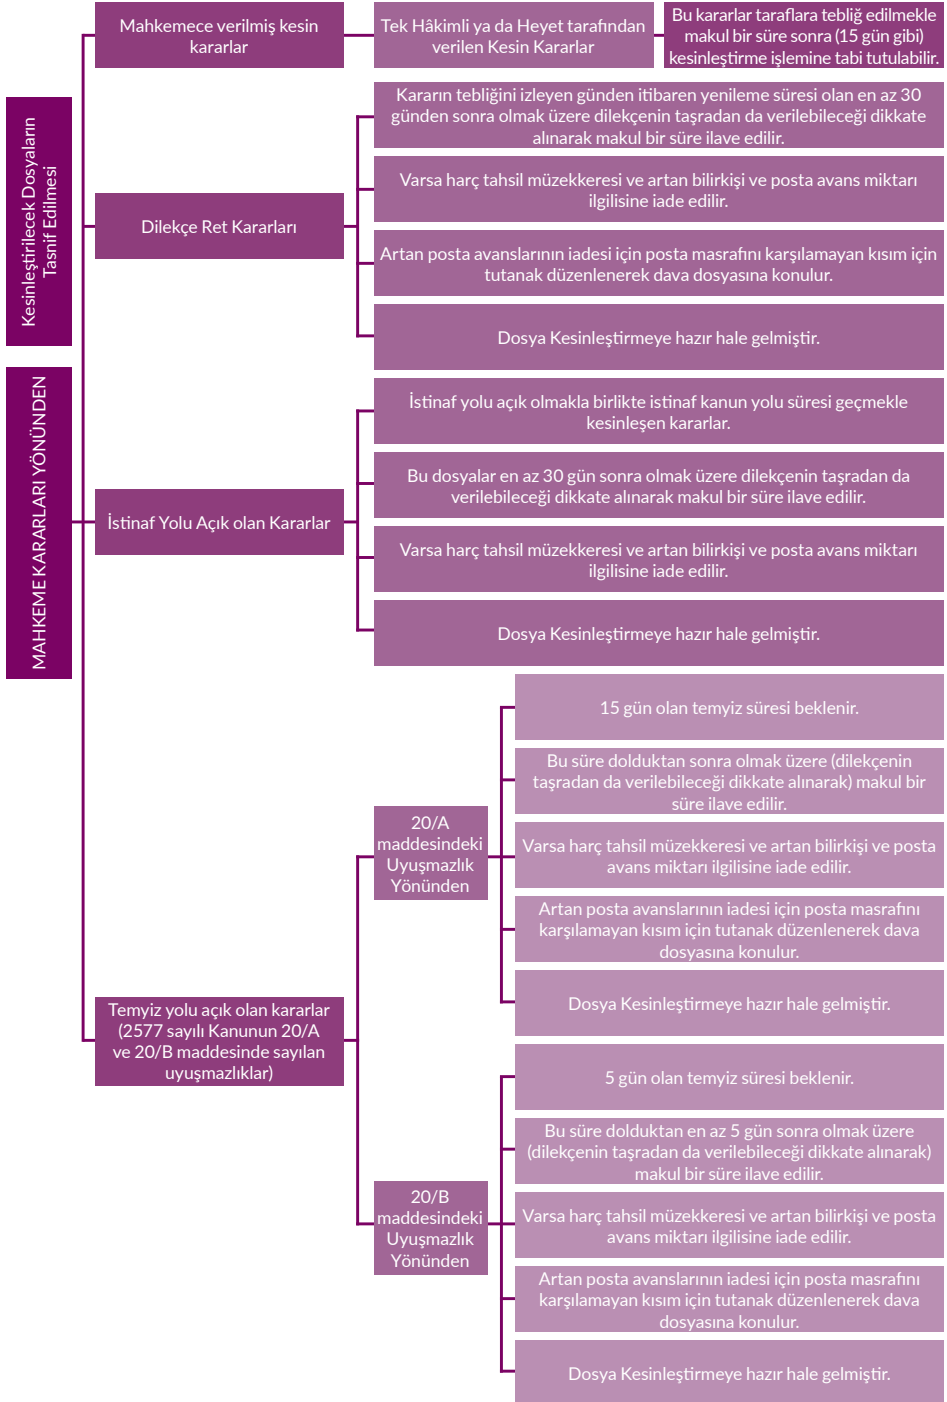 Kesinleştirilecek Dosyaların
Tasnif Edilmesi
MAHKEME KARARLARI YÖNÜNDEN
Mahkemece verilmiş kesin
kararlar
Tek Hâkimli ya da Heyet tarafından
verilen Kesin Kararlar
Bu kararlar taraflara tebliğ edilmekle
makul bir süre sonra (15 gün gibi)
kesinleştirme işlemine tabi tutulabilir.
Dilekçe Ret Kararları
Kararın tebliğini izleyen günden itibaren yenileme süresi olan en az 30
günden sonra olmak üzere dilekçenin taşradan da verilebileceği dikkate
alınarak makul bir süre ilave edilir.
Varsa harç tahsil müzekkeresi ve artan bilirkişi ve posta avans miktarı
ilgilisine iade edilir.
Artan posta avanslarının iadesi için posta masrafını karşılamayan kısım için
tutanak düzenlenerek dava dosyasına konulur.
Dosya Kesinleştirmeye hazır hale gelmiştir.
İstinaf Yolu Açık olan Kararlar
İstinaf yolu açık olmakla birlikte istinaf kanun yolu süresi geçmekle
kesinleşen kararlar.
Bu dosyalar en az 30 gün sonra olmak üzere dilekçenin taşradan da
verilebileceği dikkate alınarak makul bir süre ilave edilir.
Varsa harç tahsil müzekkeresi ve artan bilirkişi ve posta avans miktarı
ilgilisine iade edilir.
Dosya Kesinleştirmeye hazır hale gelmiştir.
Temyiz yolu açık olan kararlar
(2577 sayılı Kanunun 20/A
ve 20/B maddesinde sayılan
uyuşmazlıklar)
20/A
maddesindeki
Uyuşmazlık
Yönünden
15 gün olan temyiz süresi beklenir.
Bu süre dolduktan sonra olmak üzere (dilekçenin
taşradan da verilebileceği dikkate alınarak) makul bir
süre ilave edilir.
Varsa harç tahsil müzekkeresi ve artan bilirkişi ve posta
avans miktarı ilgilisine iade edilir.
Artan posta avanslarının iadesi için posta masrafını
karşılamayan kısım için tutanak düzenlenerek dava
dosyasına konulur.
Dosya Kesinleştirmeye hazır hale gelmiştir.
20/B
maddesindeki
Uyuşmazlık
Yönünden
5 gün olan temyiz süresi beklenir.
Bu süre dolduktan en az 5 gün sonra olmak üzere
(dilekçenin taşradan da verilebileceği dikkate alınarak)
makul bir süre ilave edilir.
Varsa harç tahsil müzekkeresi ve artan bilirkişi ve posta
avans miktarı ilgilisine iade edilir.
Artan posta avanslarının iadesi için posta masrafını
karşılamayan kısım için tutanak düzenlenerek dava
dosyasına konulur.
Dosya Kesinleştirmeye hazır hale gelmiştir.